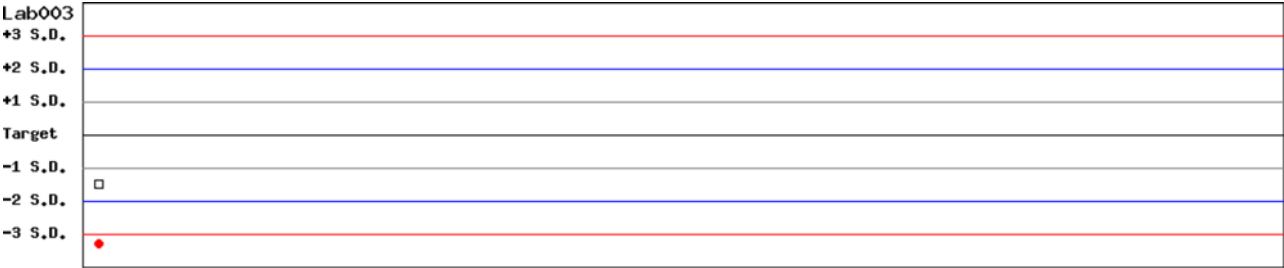 Lab003
+3 S.D.
+2 S.D.
+1 S.D.
Target
-1 S.D.
-2 S.D.
-3 S.D.